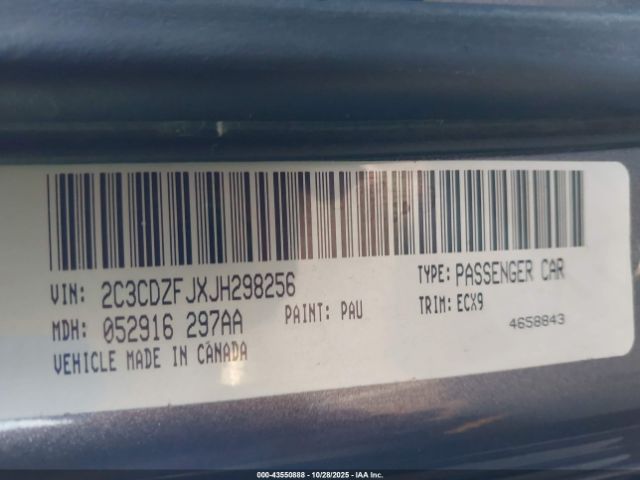 VIN: 2C3CDZFJXJH298256
TYPE: PASSENGER CAR
MDH: 052916 297AA
PAINT: PAU
TRIM: ECX9
VEHICLE MADE IN CANADA
4658843
000-43550888 - 10/28/2025 - IAA Inc.